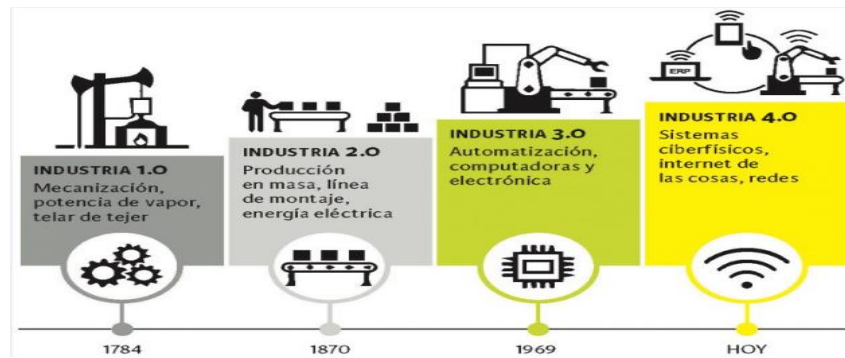 ERP
INDUSTRIA 1.0
Mecanización,
potencia de vapor,
telar de tejer
INDUSTRIA 2.0
Producción
en masa, línea
de montaje,
energía eléctrica
INDUSTRIA 3.0
Automatización,
computadoras y
electrónica
INDUSTRIA 4.0
Sistemas
ciberfísicos,
internet de
las cosas, redes
1784
1870
1969
HOY